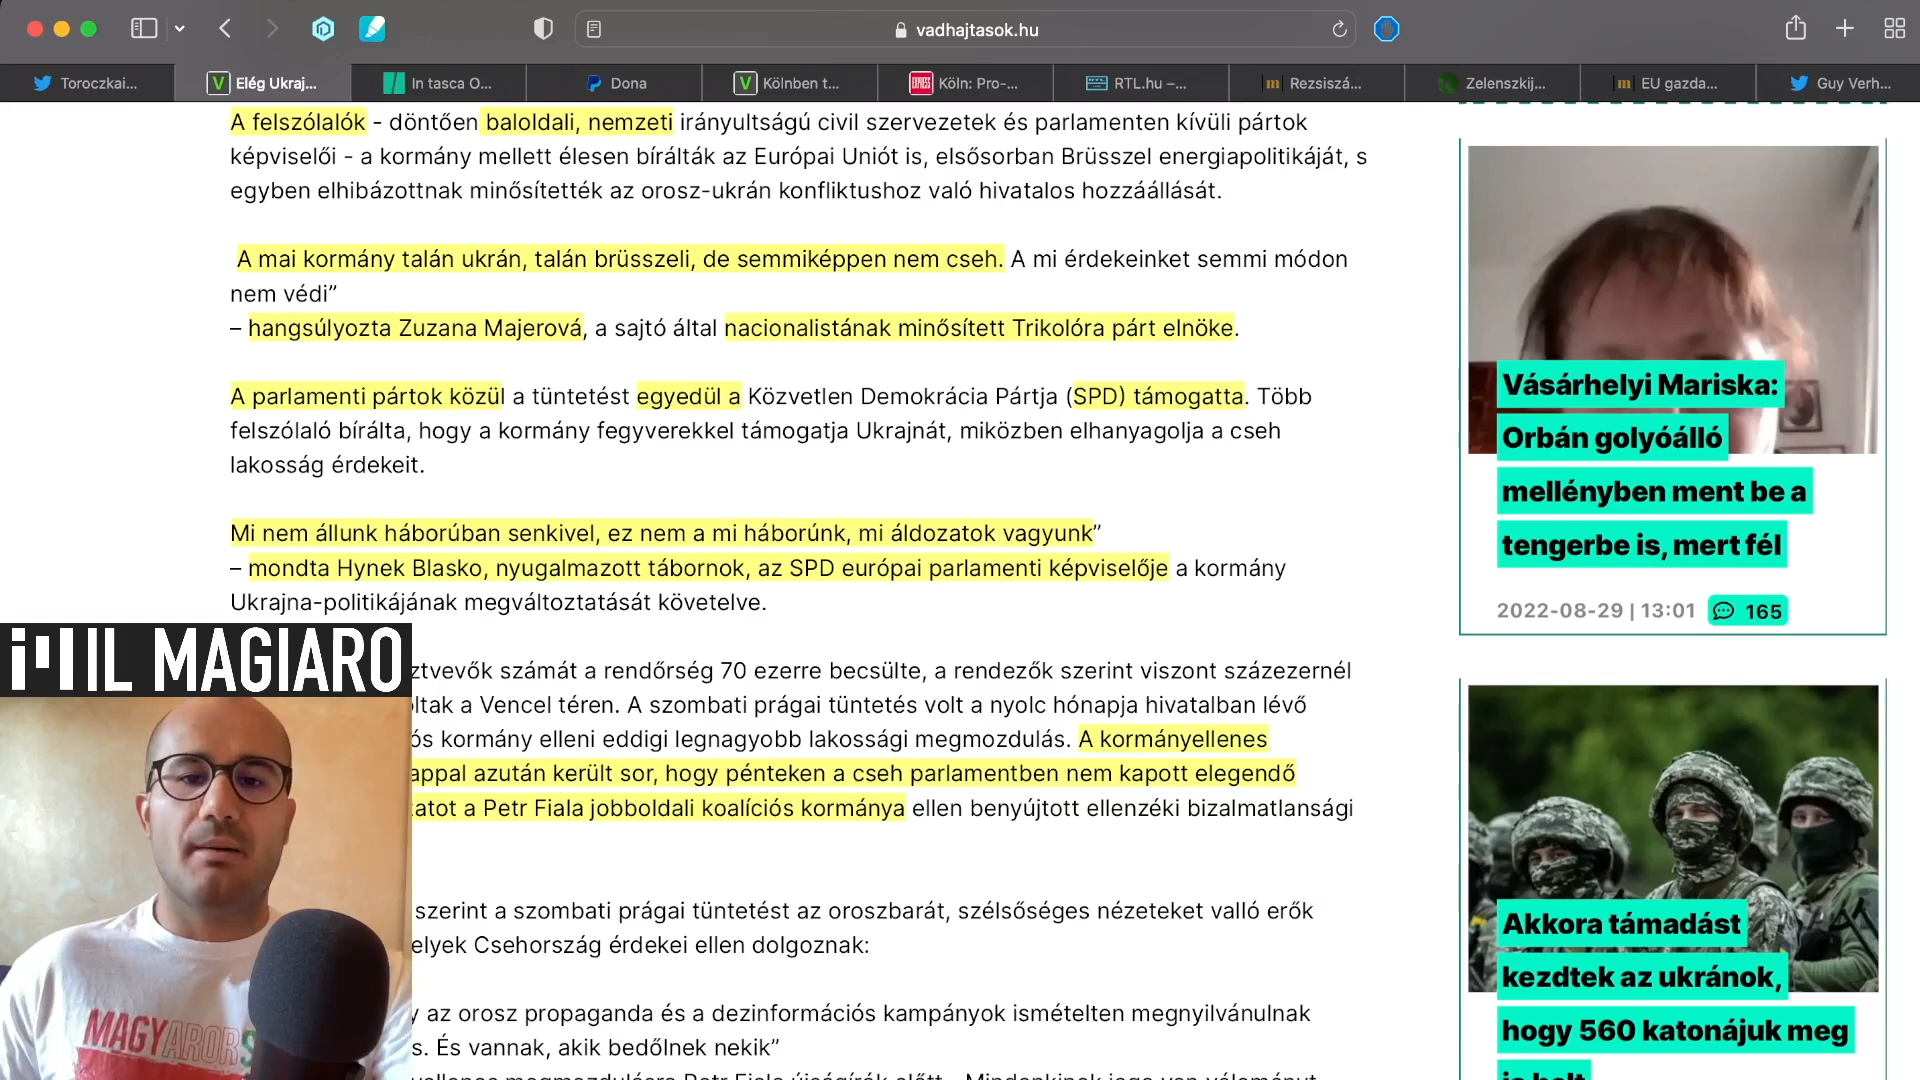 vadhajtasok.hu
Toroczkai...
Elég Ukraj...
In tasca O...
Dona
Kölnben t...
Köln: Pro-...
RTL.hu –...
Rezsiszá...
Zelenszkij...
EU gazda...
Guy Verh...
A felszólalók - döntően baloldali, nemzeti irányultságú civil szervezetek és parlamenten kívüli pártok
képviselői - a kormány mellett élesen bírálták az Európai Uniót is, elsősorban Brüsszel energiapolitikáját, s
egyben elhibázottnak minősítették az orosz-ukrán konfliktushoz való hivatalos hozzáállását.
A mai kormány talán ukrán, talán brüsszeli, de semmiképpen nem cseh. A mi érdekeinket semmi módon
nem védi”
– hangsúlyozta Zuzana Majerová, a sajtó által nacionalistának minősített Trikolóra párt elnöke.
A parlamenti pártok közül a tüntetést egyedül a Közvetlen Demokrácia Pártja (SPD) támogatta. Több
felszólaló bírálta, hogy a kormány fegyverekkel támogatja Ukrajnát, miközben elhanyagolja a cseh
lakosság érdekeit.
Mi nem állunk háborúban senkivel, ez nem a mi háborúnk, mi áldozatok vagyunk”
– mondta Hynek Blasko, nyugalmazott tábornok, az SPD európai parlamenti képviselője a kormány
Ukrajna-politikájának megváltoztatását követelve.
ztvevők számát a rendőrség 70 ezerre becsülte, a rendezők szerint viszont százezernél
ltak a Vencel téren. A szombati prágai tüntetés volt a nyolc hónapja hivatalban lévő
ós kormány elleni eddigi legnagyobb lakossági megmozdulás. A kormányellenes
appal azután került sor, hogy pénteken a cseh parlamentben nem kapott elegendő
atot a Petr Fiala jobboldali koalíciós kormánya ellen benyújtott ellenzéki bizalmatlansági
szerint a szombati prágai tüntetést az oroszbarát, szélsőséges nézeteket valló erők
elyek Csehország érdekei ellen dolgoznak:
y az orosz propaganda és a dezinformációs kampányok ismételten megnyilvánulnak
s. És vannak, akik bedőlnek nekik”
IL MAGIARO
MAGYARORS
Vásárhelyi Mariska:
Orbán golyóálló
mellényben ment be a
tengerbe is, mert fél
2022-08-29 | 13:01 165
Akkora támadást
kezdtek az ukránok,
hogy 560 katonájuk meg
is halt